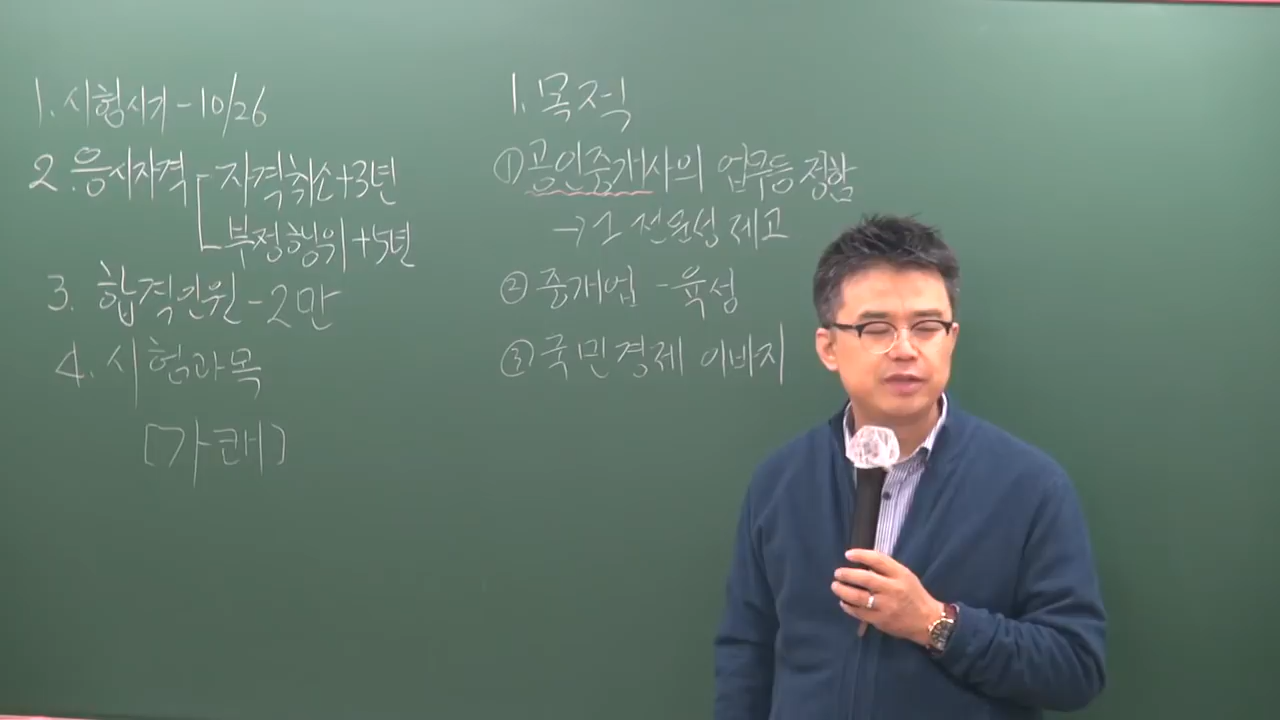 1. 시험시기 - 10/26
2. 응시자격 - 자격취소+3년
부정행위+5년
3. 합격인원 - 2만
4. 시험과목
1. 목적
① 공인중개사의 업무등 정함
→ 그 전문성 제고
② 중개업 - 육성
③ 국민경제 이바지